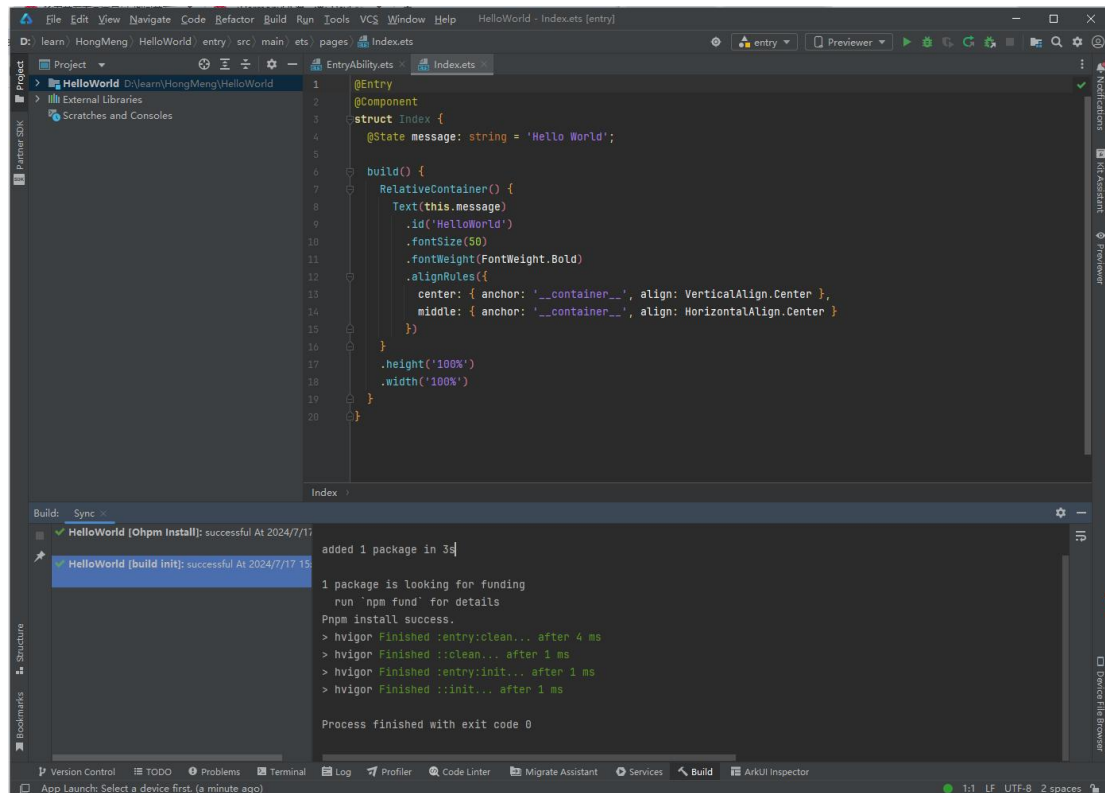 File Edit View Navigate Code Refactor Build Run Tools VCS Window Help HelloWorld - Index.ets [entry]
D: learn HongMeng HelloWorld entry src main ets pages Index.ets entry Previewer
Project
EntryAbility.ets Index.ets
HelloWorld D:\learn\HongMeng\HelloWorld
External Libraries
Scratches and Consoles
Project
Partner SDK
SDK
Notifications
Kit Assistant
Previewer
1 @Entry
2 @Component
3 struct Index {
4 @State message: string = 'Hello World';
5
6 build() {
7 RelativeContainer() {
8 Text(this.message)
9 .id('HelloWorld')
10 .fontSize(50)
11 .fontWeight(FontWeight.Bold)
12 .alignRules({
13 center: { anchor: '__container__', align: VerticalAlign.Center },
14 middle: { anchor: '__container__', align: HorizontalAlign.Center }
15 })
16 }
17 .height('100%')
18 .width('100%')
19 }
20 }
Index
Build: Sync
HelloWorld [Ohpm Install]: successful At 2024/7/17
HelloWorld [build init]: successful At 2024/7/17 15:
added 1 package in 3s
1 package is looking for funding
run `npm fund` for details
Pnpm install success.
> hvigor Finished :entry:clean... after 4 ms
> hvigor Finished ::clean... after 1 ms
> hvigor Finished :entry:init... after 1 ms
> hvigor Finished ::init... after 1 ms
Process finished with exit code 0
Structure
Bookmarks
Device File Browser
Version Control TODO Problems Terminal Log Profiler Code Linter Migrate Assistant Services Build ArkUI Inspector
App Launch: Select a device first. (a minute ago) 1:1 LF UTF-8 2 spaces